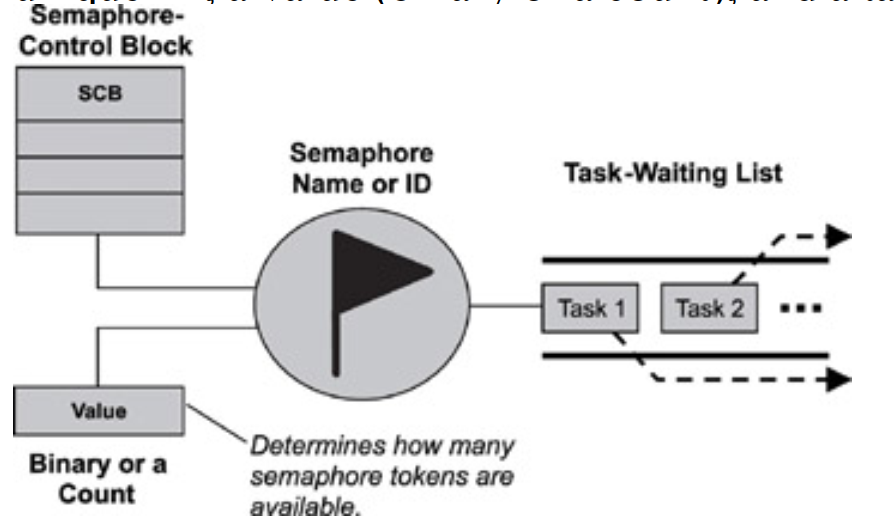 Semaphore-
Control Block
SCB
Semaphore
Name or ID
Task-Waiting List
Task 1
Task 2
Value
Binary or a
Count
Determines how many
semaphore tokens are
available.